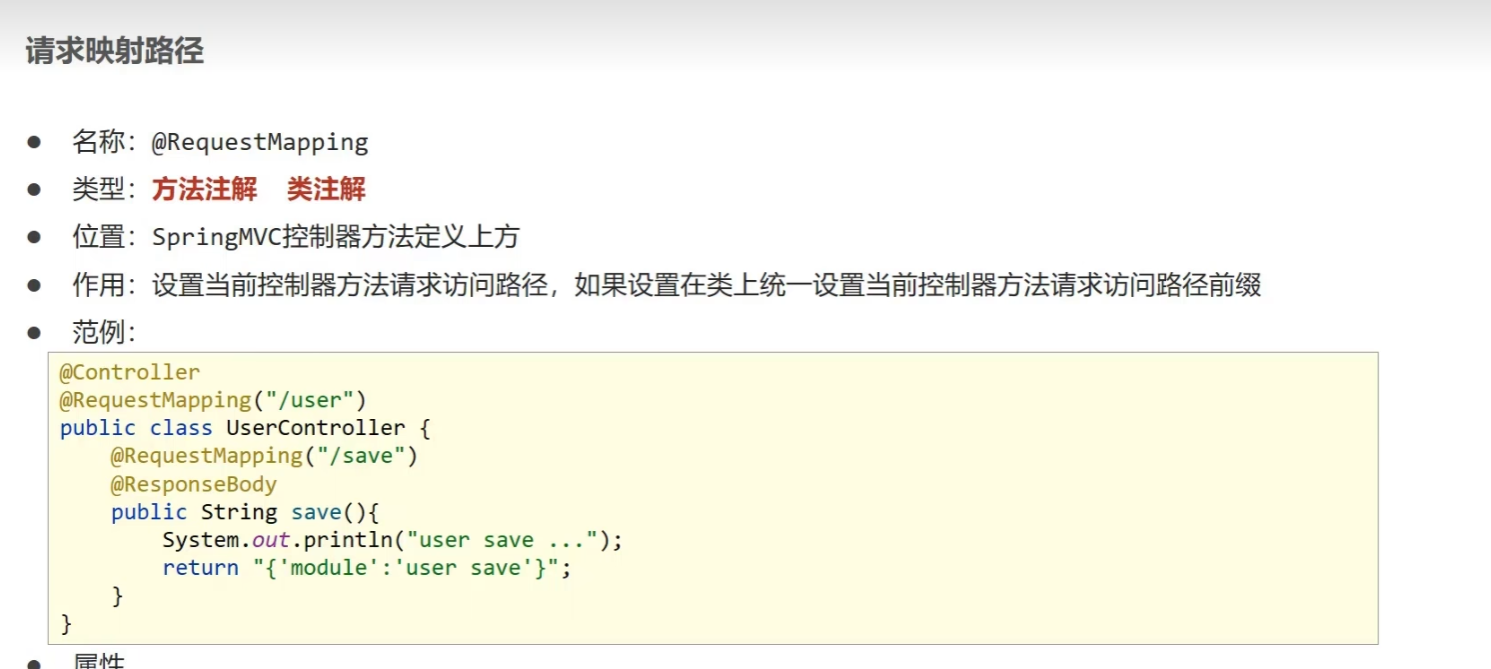 请求映射路径
● 名称：@RequestMapping
● 类型：方法注解 类注解
● 位置：SpringMVC控制器方法定义上方
● 作用：设置当前控制器方法请求访问路径，如果设置在类上统一设置当前控制器方法请求访问路径前缀
● 范例：
@Controller
@RequestMapping("/user")
public class UserController {
    @RequestMapping("/save")
    @ResponseBody
    public String save(){
        System.out.println("user save ...");
        return "{'module':'user save'}";
    }
}
● 属性